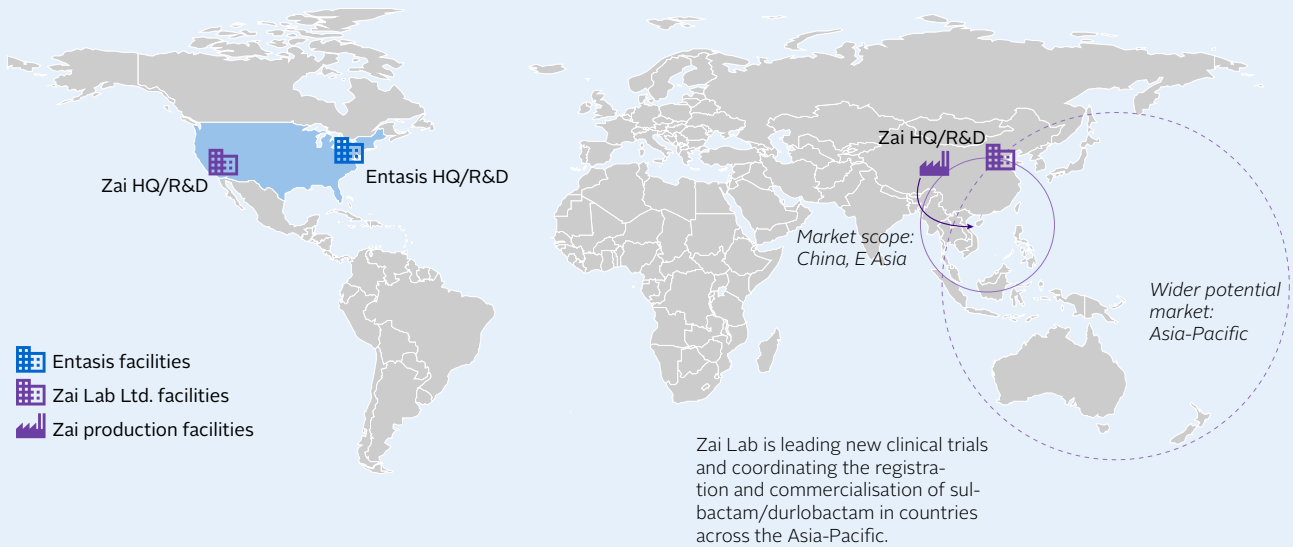 Zai HQ/R&D
Entasis HQ/R&D
Zai HQ/R&D
Market scope:
China, E Asia
Wider potential
market:
Asia-Pacific
Entasis facilities
Zai Lab Ltd. facilities
Zai production facilities
Zai Lab is leading new clinical trials
and coordinating the registra-
tion and commercialisation of sul-
bactam/durlobactam in countries
across the Asia-Pacific.